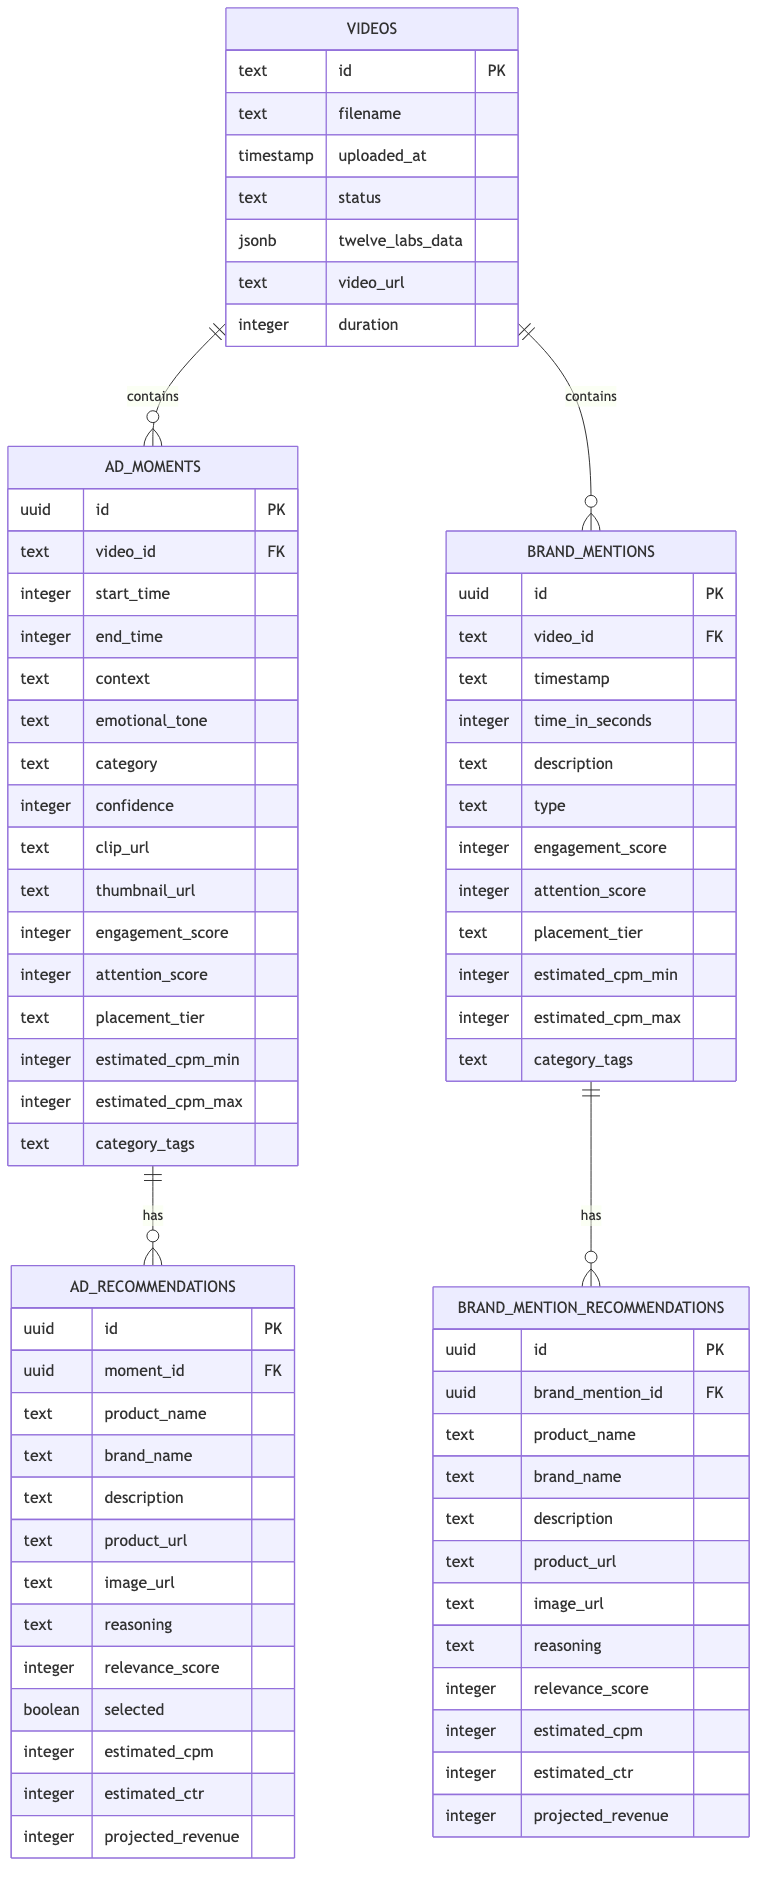 VIDEOS
text id PK
text filename
timestamp uploaded_at
text status
jsonb twelve_labs_data
text video_url
integer duration
contains
contains
AD_MOMENTS
uuid id PK
text video_id FK
integer start_time
integer end_time
text context
text emotional_tone
text category
integer confidence
text clip_url
text thumbnail_url
integer engagement_score
integer attention_score
text placement_tier
integer estimated_cpm_min
integer estimated_cpm_max
text category_tags
BRAND_MENTIONS
uuid id PK
text video_id FK
text timestamp
integer time_in_seconds
text description
text type
integer engagement_score
integer attention_score
text placement_tier
integer estimated_cpm_min
integer estimated_cpm_max
text category_tags
has
has
AD_RECOMMENDATIONS
uuid id PK
uuid moment_id FK
text product_name
text brand_name
text description
text product_url
text image_url
text reasoning
integer relevance_score
boolean selected
integer estimated_cpm
integer estimated_ctr
integer projected_revenue
BRAND_MENTION_RECOMMENDATIONS
uuid id PK
uuid brand_mention_id FK
text product_name
text brand_name
text description
text product_url
text image_url
text reasoning
integer relevance_score
integer estimated_cpm
integer estimated_ctr
integer projected_revenue